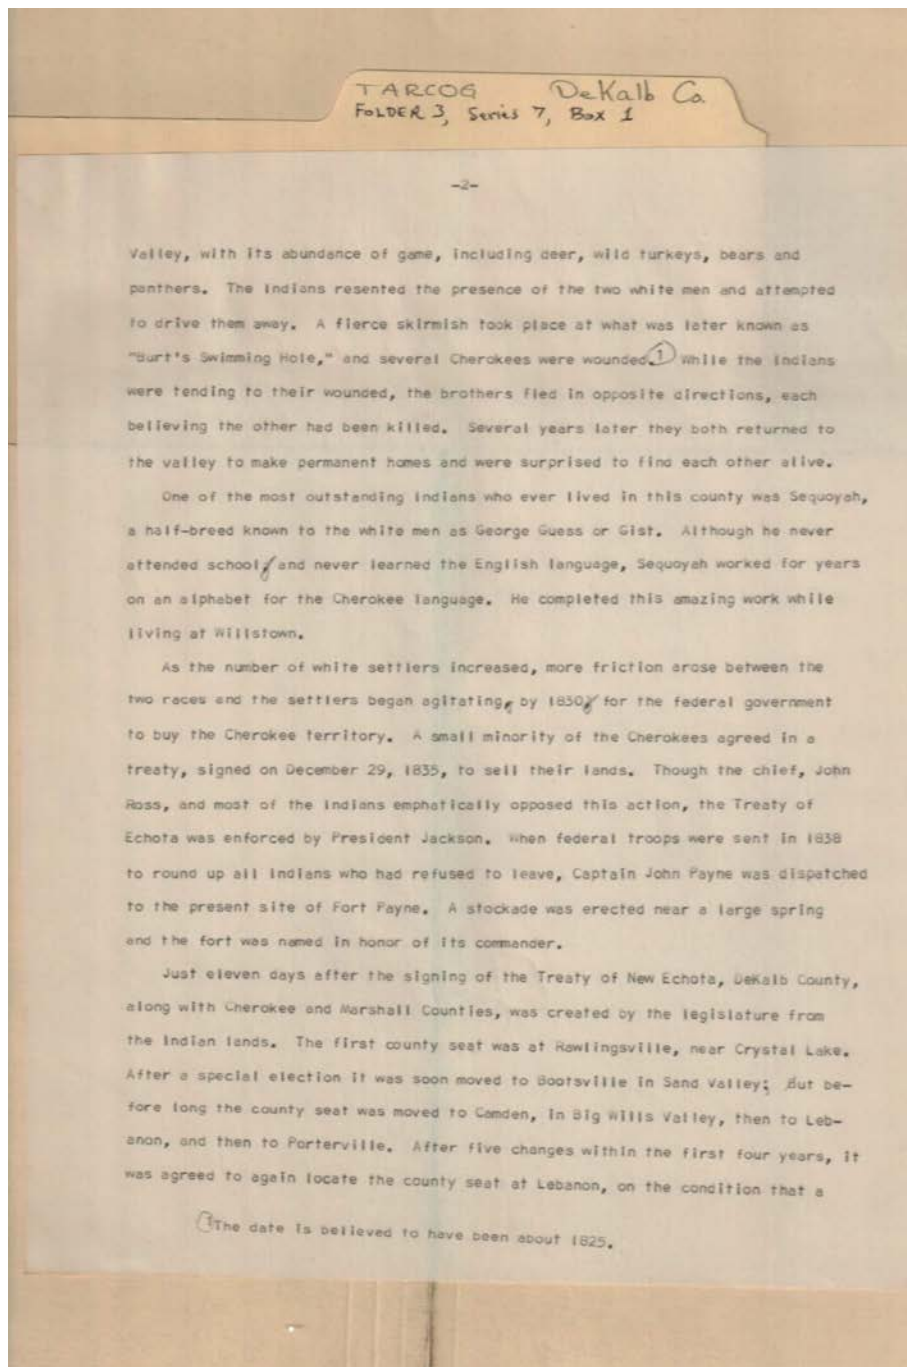 TARCOG DeKalb Co.
FOLDER 3, Series 7, Box 1
-2-
Valley, with its abundance of game, including deer, wild turkeys, bears and
panthers. The Indians resented the presence of the two white men and attempted
to drive them away. A fierce skirmish took place at what was later known as
"Burt's Swimming Hole," and several Cherokees were wounded. 1 While the Indians
were tending to their wounded, the brothers fled in opposite directions, each
believing the other had been killed. Several years later they both returned to
the valley to make permanent homes and were surprised to find each other alive.
One of the most outstanding Indians who ever lived in this county was Sequoyah,
a half-breed known to the white men as George Guess or Gist. Although he never
attended school, and never learned the English language, Sequoyah worked for years
on an alphabet for the Cherokee language. He completed this amazing work while
living at Willstown.
As the number of white settlers increased, more friction arose between the
two races and the settlers began agitating, by 1830, for the federal government
to buy the Cherokee territory. A small minority of the Cherokees agreed in a
treaty, signed on December 29, 1835, to sell their lands. Though the chief, John
Ross, and most of the Indians emphatically opposed this action, the Treaty of
Echota was enforced by President Jackson. When federal troops were sent in 1838
to round up all Indians who had refused to leave, Captain John Payne was dispatched
to the present site of Fort Payne. A stockade was erected near a large spring
and the fort was named in honor of its commander.
Just eleven days after the signing of the Treaty of New Echota, DeKalb County,
along with Cherokee and Marshall Counties, was created by the legislature from
the Indian lands. The first county seat was at Rawlingsville, near Crystal Lake.
After a special election it was soon moved to Bootsville in Sand Valley; But be-
fore long the county seat was moved to Camden, in Big Wills Valley, then to Leb-
anon, and then to Porterville. After five changes within the first four years, it
was agreed to again locate the county seat at Lebanon, on the condition that a
1 The date is believed to have been about 1825.